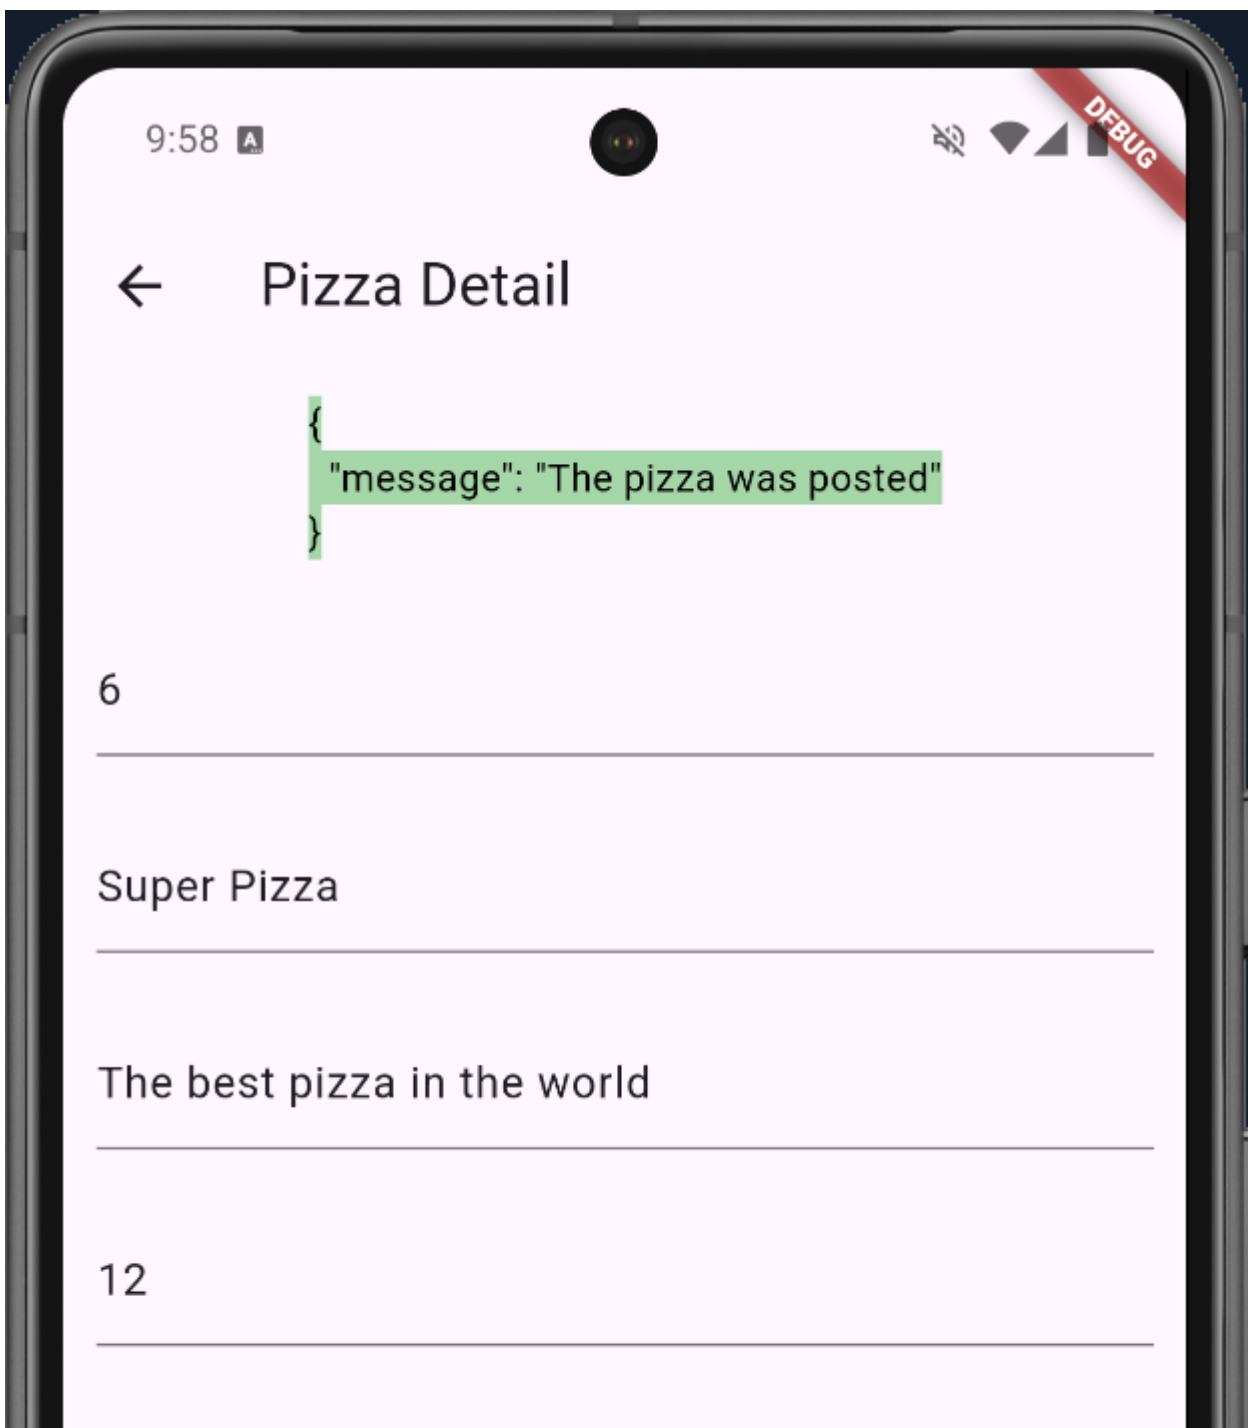 9:58
DEBUG
Pizza Detail
{
"message": "The pizza was posted"
}
6
Super Pizza
The best pizza in the world
12